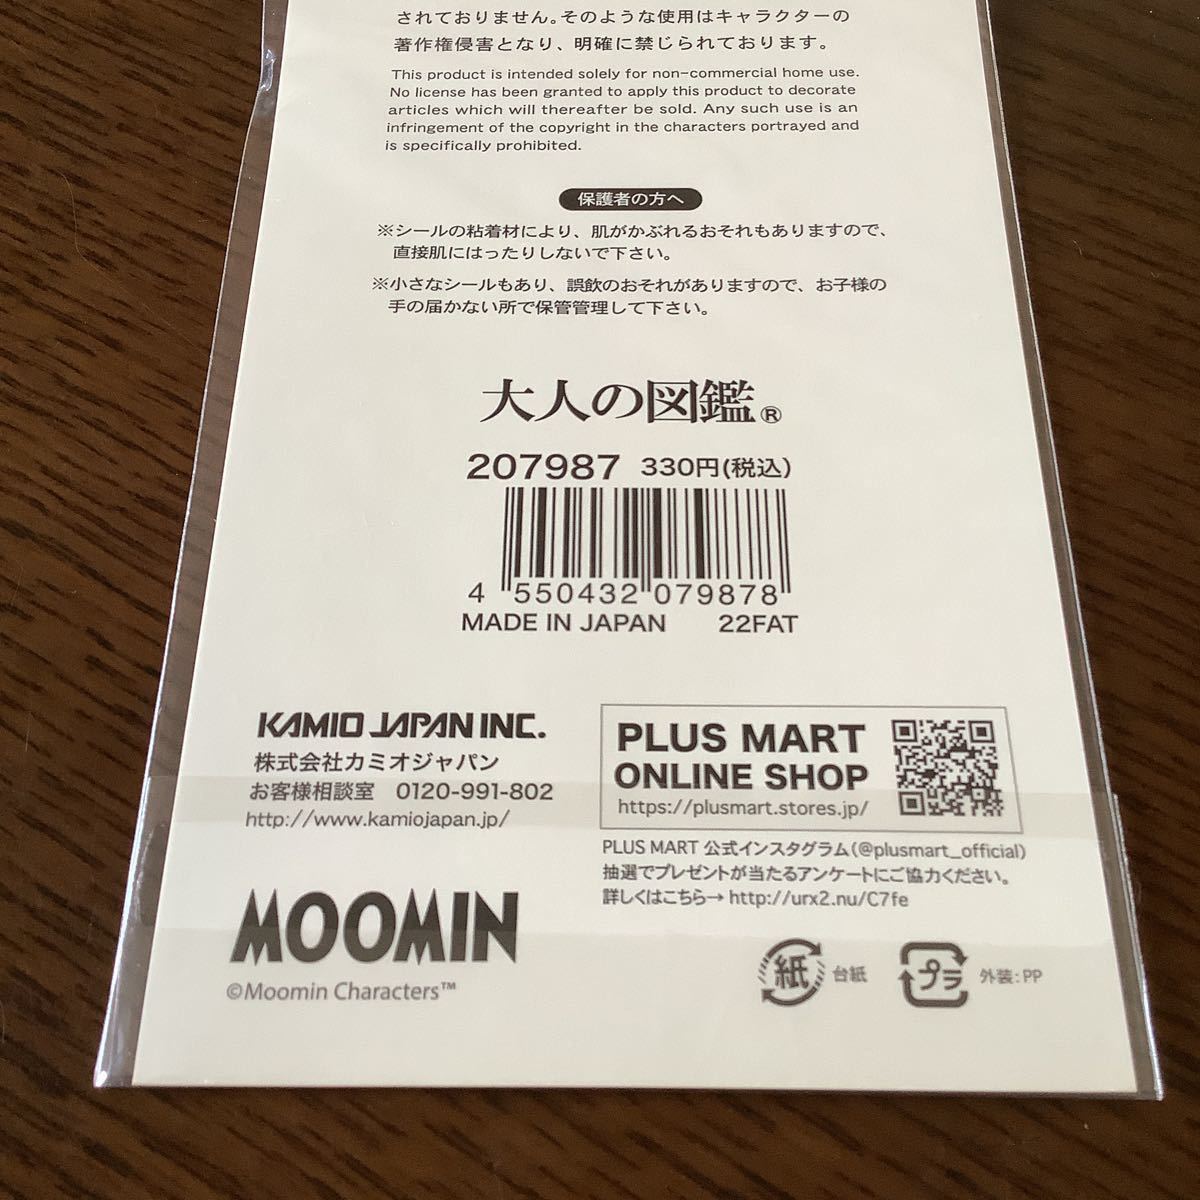 されておりません。そのような使用はキャラクターの
著作権侵害となり、明確に禁じられております。
This product is intended solely for non-commercial home use.
No license has been granted to apply this product to decorate
articles which will thereafter be sold. Any such use is an
infringement of the copyright in the characters portrayed and
is specifically prohibited.
保護者の方へ
※シールの粘着材により、肌がかぶれるおそれもありますので、
直接肌にはったりしないで下さい。
※小さなシールもあり、誤飲のおそれがありますので、お子様の
手の届かない所で保管管理して下さい。
大人の図鑑®
207987 330円(税込)
4 550432 079878
MADE IN JAPAN 22FAT
KAMIO JAPAN INC.
株式会社カミオジャパン
お客様相談室 0120-991-802
http://www.kamiojapan.jp/
PLUS MART
ONLINE SHOP
https://plusmart.stores.jp/
PLUS MART 公式インスタグラム(@plusmart_official)
抽選でプレゼントが当たるアンケートにご協力ください。
詳しくはこちら→ http://urx2.nu/C7fe
MOOMIN
©Moomin Characters™
紙 台紙
プラ 外装:PP